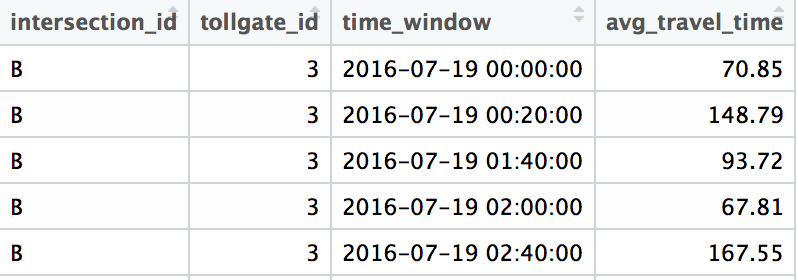 intersection_id tollgate_id time_window avg_travel_time
B 3 2016-07-19 00:00:00 70.85
B 3 2016-07-19 00:20:00 148.79
B 3 2016-07-19 01:40:00 93.72
B 3 2016-07-19 02:00:00 67.81
B 3 2016-07-19 02:40:00 167.55